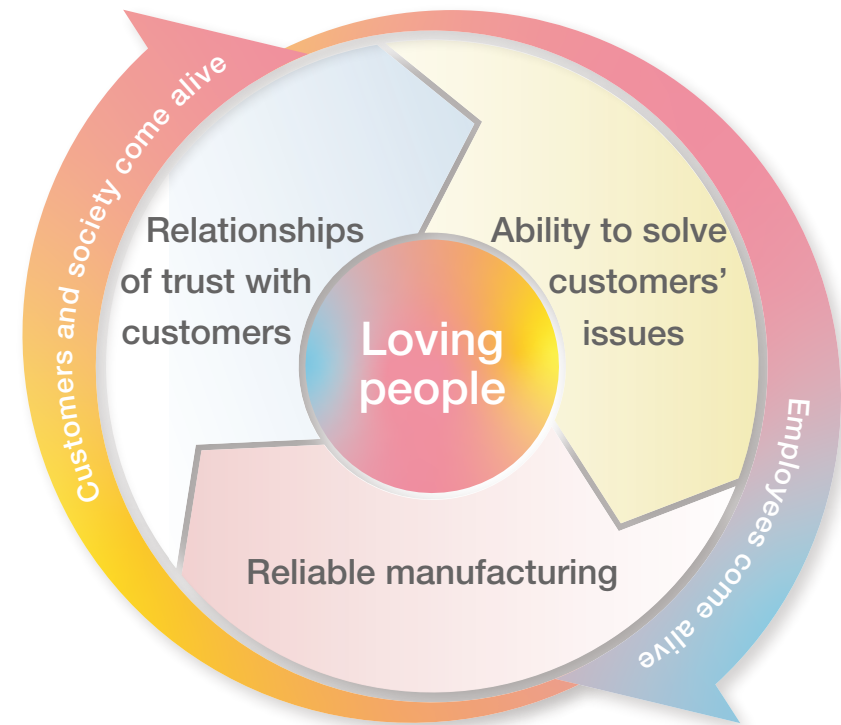 Customers and society come alive
Relationships
of trust with
customers
Ability to solve
customers’
issues
Loving
people
Reliable manufacturing
Employees come alive